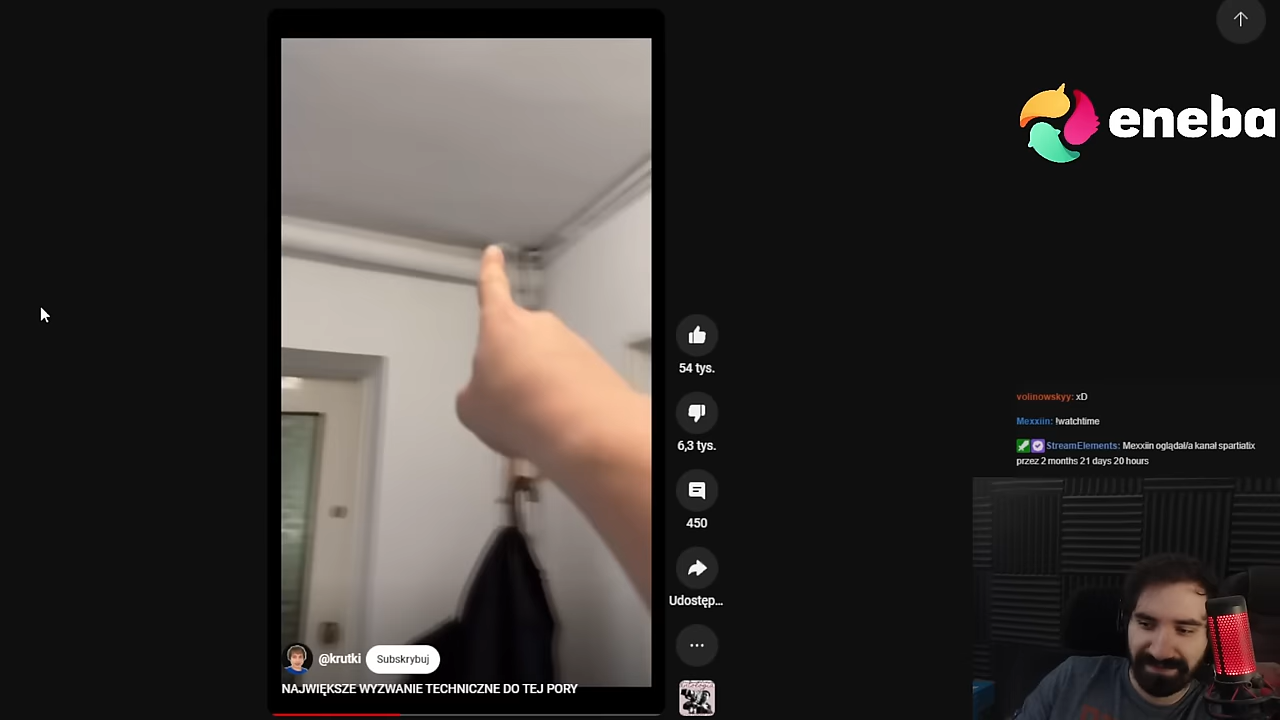 eneba
54 tys.
6,3 tys.
450
Udostęp...
volinowskyy: xD
Mexxiin: !watchtime
StreamElements: Mexxiin oglądał/a kanał spartiatix
przez 2 months 21 days 20 hours
@krutki
Subskrybuj
NAJWIĘKSZE WYZWANIE TECHNICZNE DO TEJ PORY